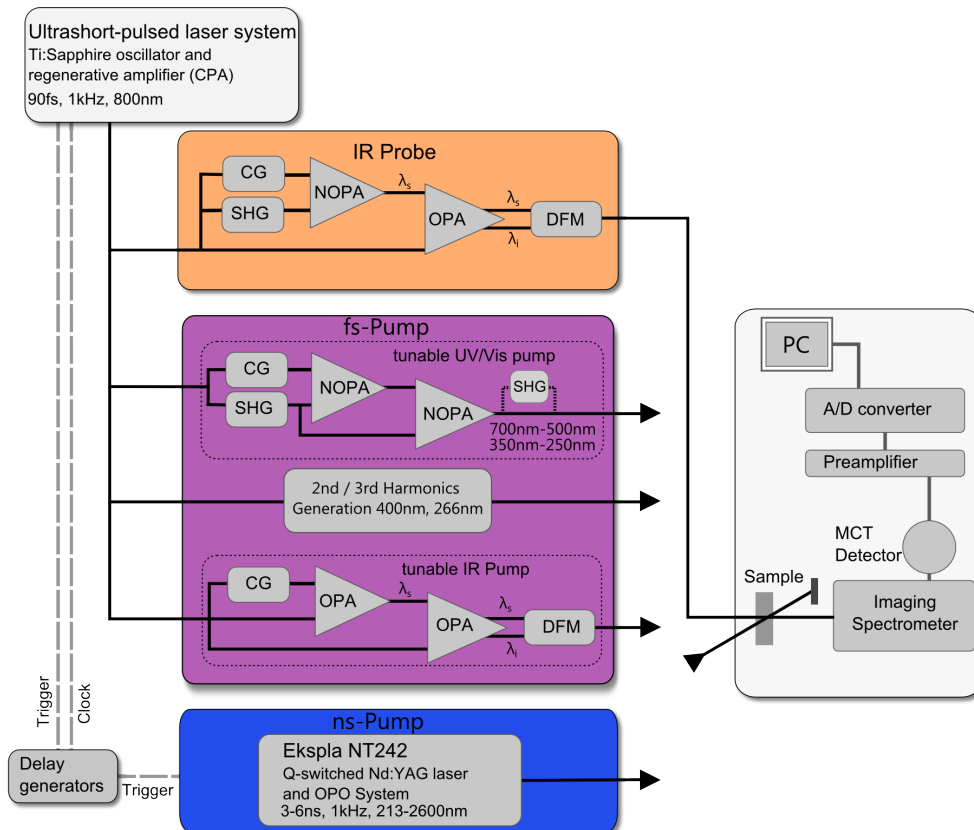 Ultrashort-pulsed laser system
Ti:Sapphire oscillator and
regenerative amplifier (CPA)
90fs, 1kHz, 800nm
IR Probe
CG
SHG
NOPA
λs
OPA
λs
λi
DFM
fs-Pump
tunable UV/Vis pump
CG
SHG
NOPA
NOPA
SHG
700nm-500nm
350nm-250nm
2nd / 3rd Harmonics
Generation 400nm, 266nm
tunable IR Pump
CG
OPA
λs
OPA
λs
λi
DFM
PC
A/D converter
Preamplifier
MCT
Detector
Sample
Imaging
Spectrometer
Trigger
Clock
Delay
generators
Trigger
ns-Pump
Ekspla NT242
Q-switched Nd:YAG laser
and OPO System
3-6ns, 1kHz, 213-2600nm